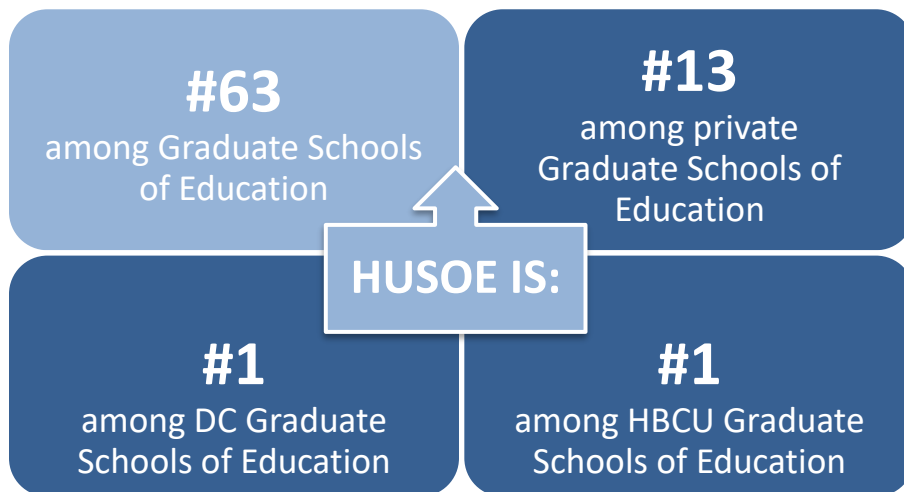 #63
among Graduate Schools
of Education
#13
among private
Graduate Schools of
Education
HUSOE IS:
#1
among DC Graduate
Schools of Education
#1
among HBCU Graduate
Schools of Education